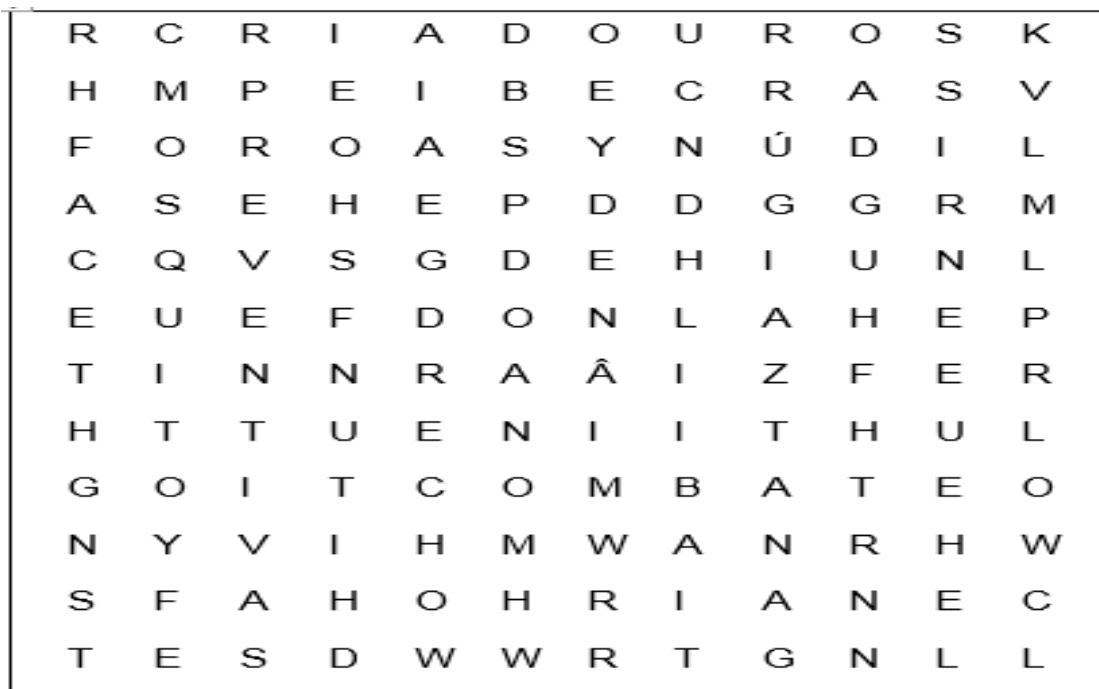 R C R I A D O U R O S K
H M P E I B E C R A S V
F O R O A S Y N Ú D I L
A S E H E P D D G G R M
C Q V S G D E H I U N L
E U E F D O N L A H E P
T I N N R A Â I Z F E R
H T T U E N I I T H U L
G O I T C O M B A T E O
N Y V I H M W A N R H W
S F A H O H R I A N E C
T E S D W W R T G N L L